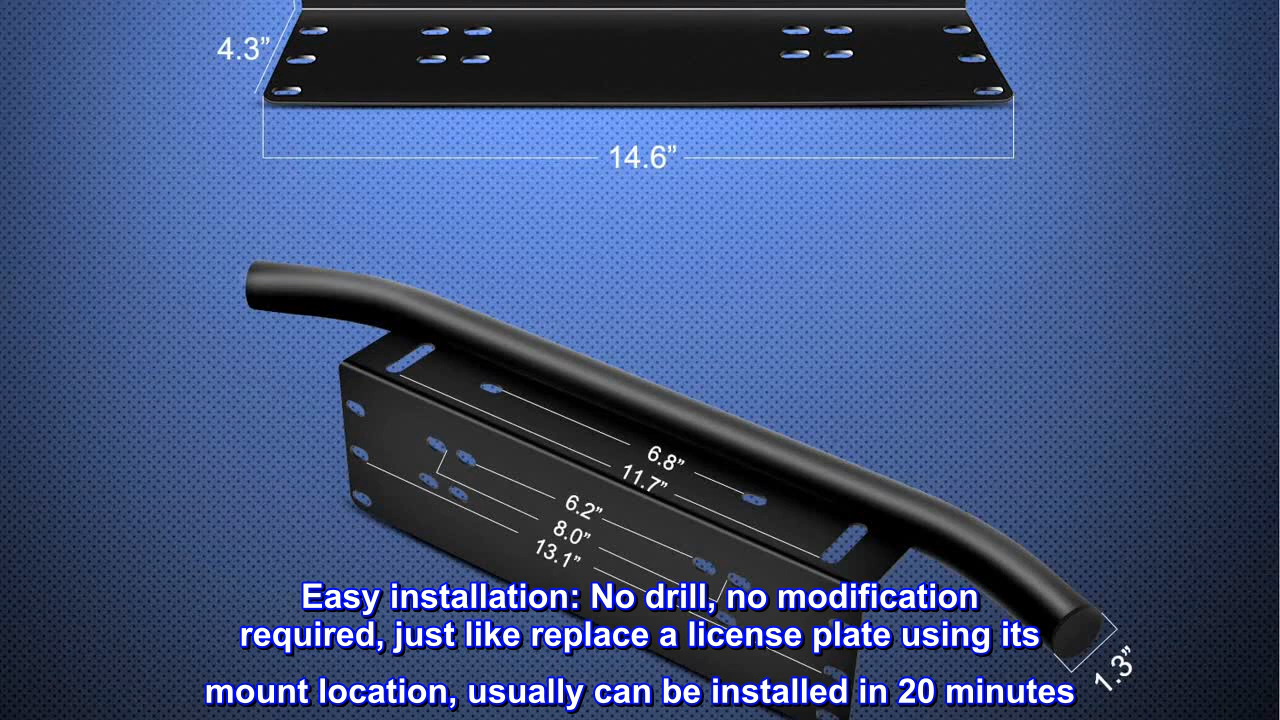 4.3”
14.6”
6.8”
11.7”
6.2”
8.0”
13.1”
1.3”
Easy installation: No drill, no modification
required, just like replace a license plate using its
mount location, usually can be installed in 20 minutes